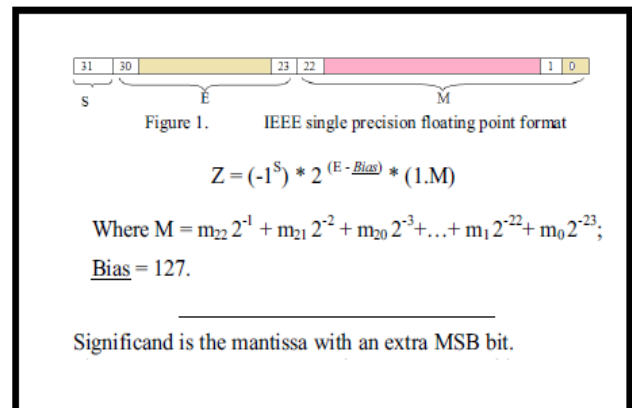 31 30 23 22 1 0
S E M
Figure 1. IEEE single precision floating point format
Z = (-1^S) * 2^(E - Bias) * (1.M)
Where M = m₂₂ 2⁻¹ + m₂₁ 2⁻² + m₂₀ 2⁻³+…+ m₁ 2⁻²²+ m₀ 2⁻²³;
Bias = 127.
Significand is the mantissa with an extra MSB bit.